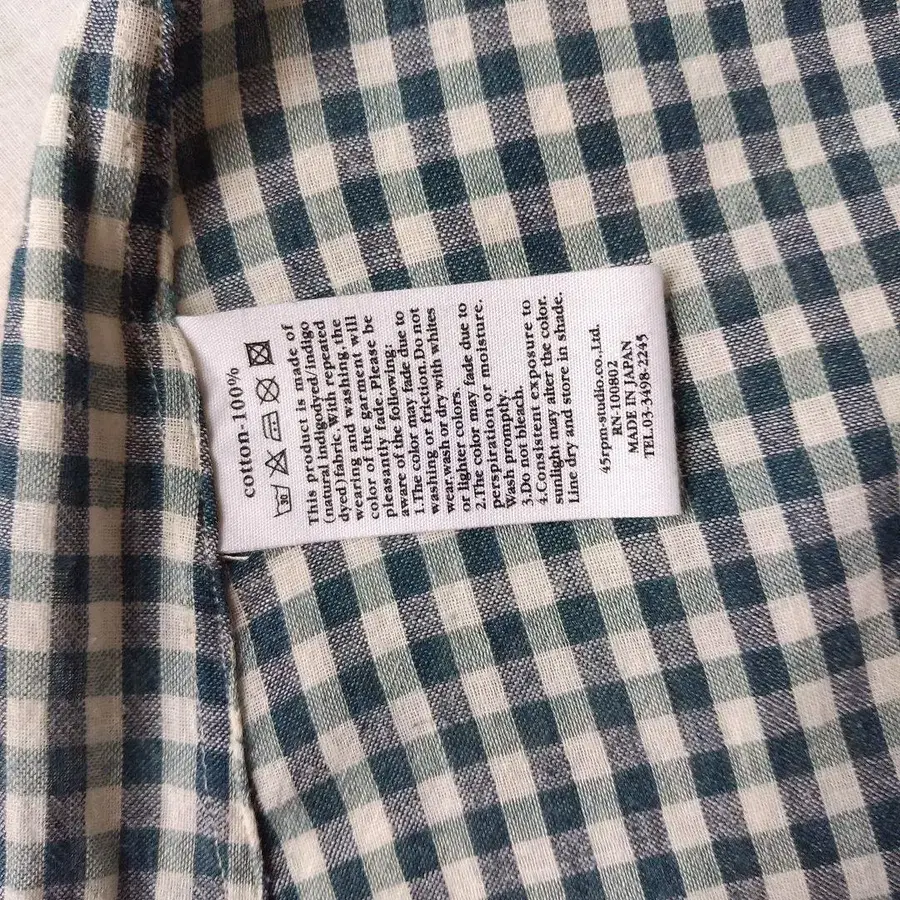 cotton-100%
30
This product is made of
(natural indigodyed/indigo
dyed) fabric. With repeated
wearing and washing, the
color of the garment will
pleasantly fade. Please be
aware of the following:
1.The color may fade due to
washing or friction. Do not
wear, wash or dry with whites
or lighter colors.
2.The color may fade due to
perspiration or moisture.
Wash promptly.
3.Do not bleach.
4.Consistent exposure to
sunlight may alter the color.
Line dry and store in shade.
45rpm-studio.co.,Ltd.
RN-100802
MADE IN JAPAN
TEL03-3498-2245